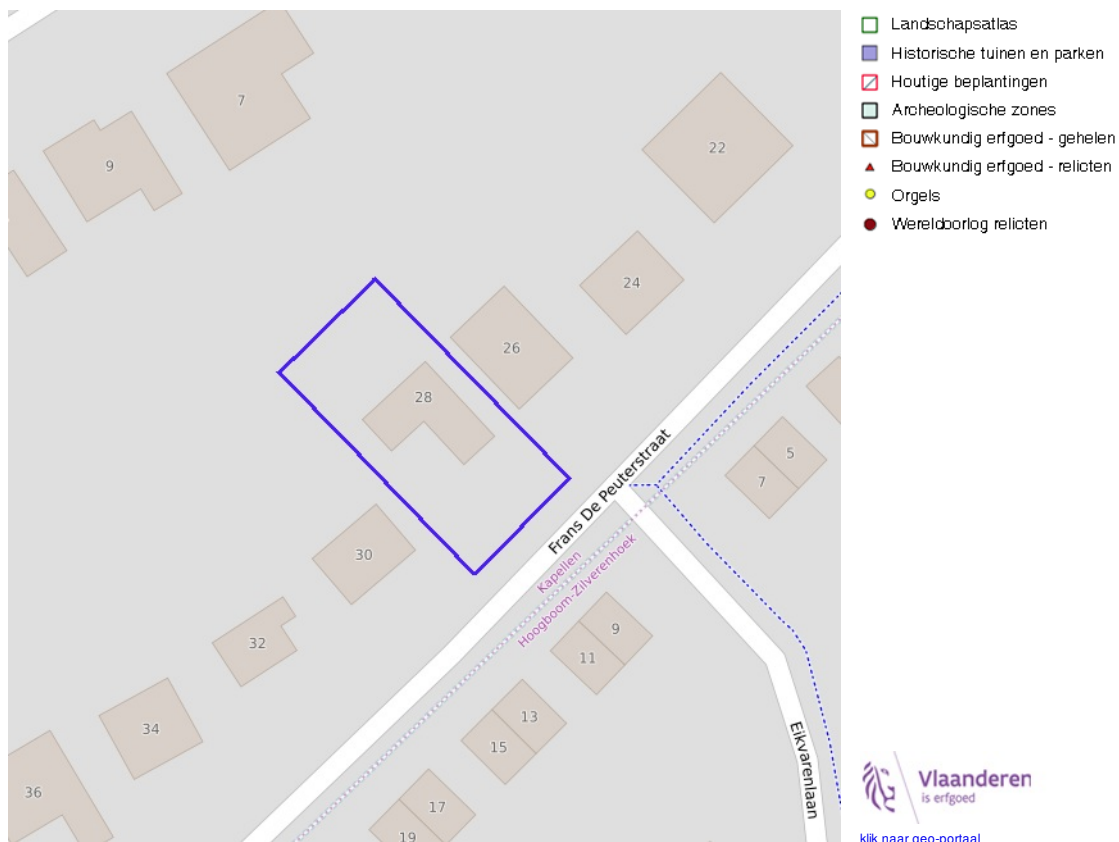 7
9
22
24
26
28
30
32
34
36
5
7
9
11
13
15
17
19
Frans De Peuterstraat
Kapellen
Hoogboom-Zilverenhoek
Eikvarenlaan
Landschapsatlas
Historische tuinen en parken
Houtige beplantingen
Archeologische zones
Bouwkundig erfgoed - gehelen
Bouwkundig erfgoed - relicten
Orgels
Wereldoorlog relicten
Vlaanderen
is erfgoed
klik naar geo-portaal